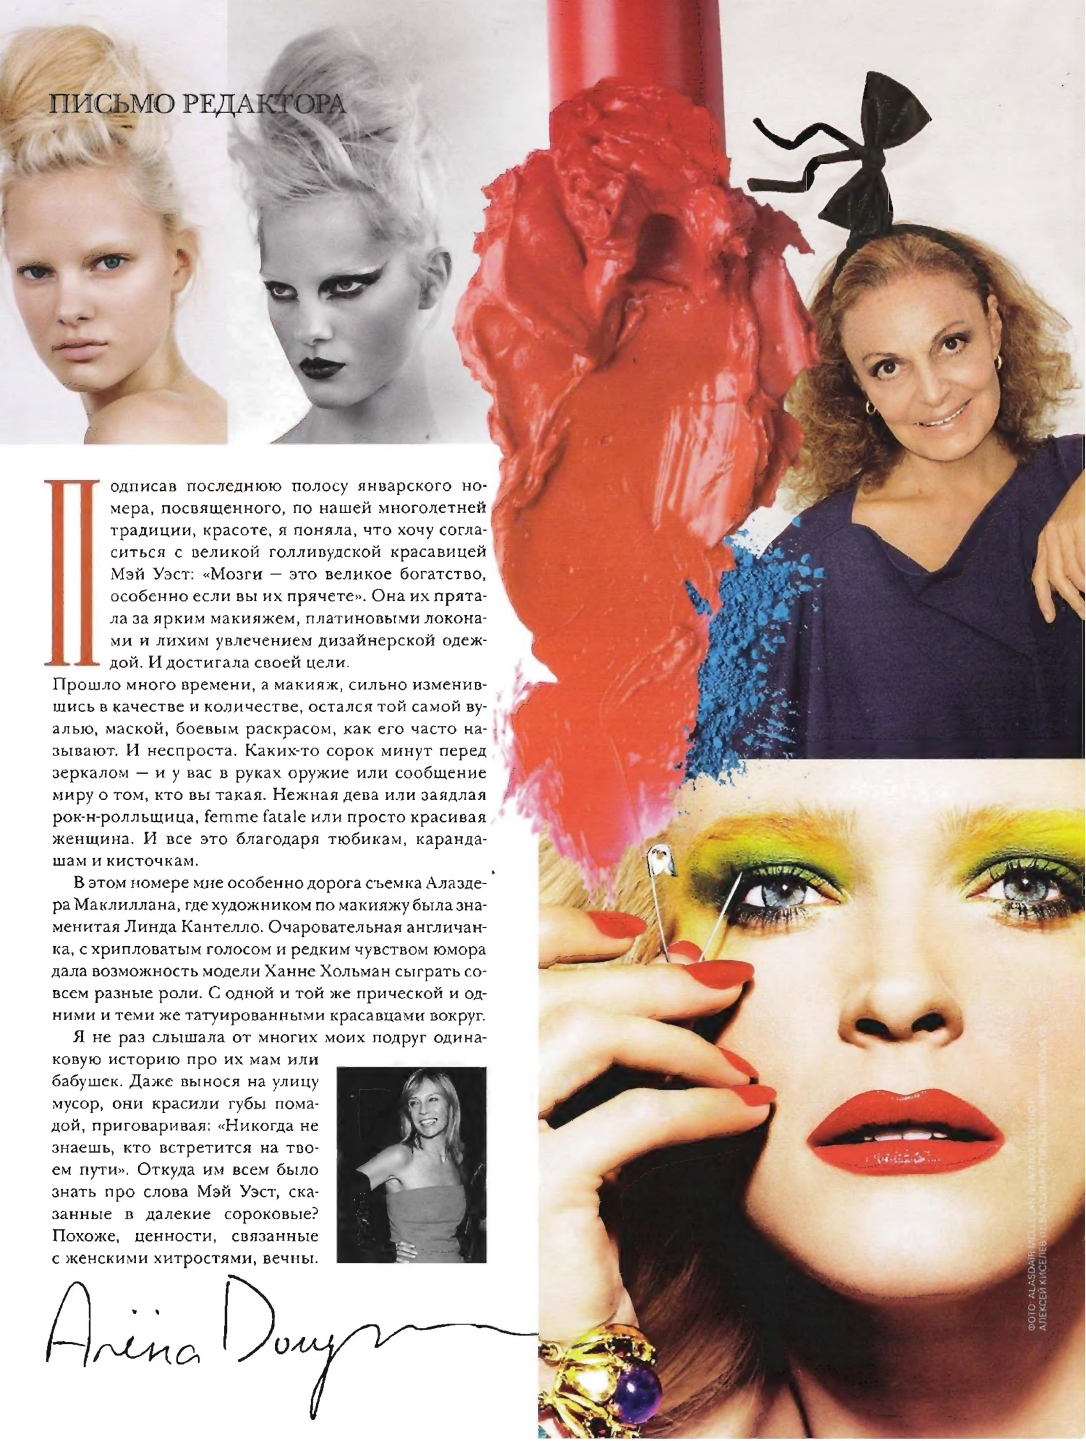 ПИСЬМО РЕДАКТОРА
Подписав последнюю полосу январского но-
мера, посвященного, по нашей многолетней
традиции, красоте, я поняла, что хочу согла-
ситься с великой голливудской красавицей
Мэй Уэст: «Мозги — это великое богатство,
особенно если вы их прячете». Она их прята-
ла за ярким макияжем, платиновыми локона-
ми и лихим увлечением дизайнерской одеж-
дой. И достигала своей цели.
Прошло много времени, а макияж, сильно изменив-
шись в качестве и количестве, остался той самой ву-
алью, маской, боевым раскрасом, как его часто на-
зывают. И неспроста. Каких-то сорок минут перед
зеркалом — и у вас в руках оружие или сообщение
миру о том, кто вы такая. Нежная дева или заядлая
рок-н-ролльщица, femme fatale или просто красивая
женщина. И все это благодаря тюбикам, каранда-
шам и кисточкам.
В этом номере мне особенно дорога съемка Алазде-
ра Маклиллана, где художником по макияжу была зна-
менитая Линда Кантелло. Очаровательная англичан-
ка, с хрипловатым голосом и редким чувством юмора
дала возможность модели Ханне Хольман сыграть со-
всем разные роли. С одной и той же прической и од-
ними и теми же татуированными красавцами вокруг.
Я не раз слышала от многих моих подруг одина-
ковую историю про их мам или
бабушек. Даже вынося на улицу
мусор, они красили губы пома-
дой, приговаривая: «Никогда не
знаешь, кто встретится на тво-
ем пути». Откуда им всем было
знать про слова Мэй Уэст, ска-
занные в далекие сороковые?
Похоже, ценности, связанные
с женскими хитростями, вечны.
Алёна
ФОТО: ALASDAIR
АЛЕКСЕЙ КИСЕЛЕВ